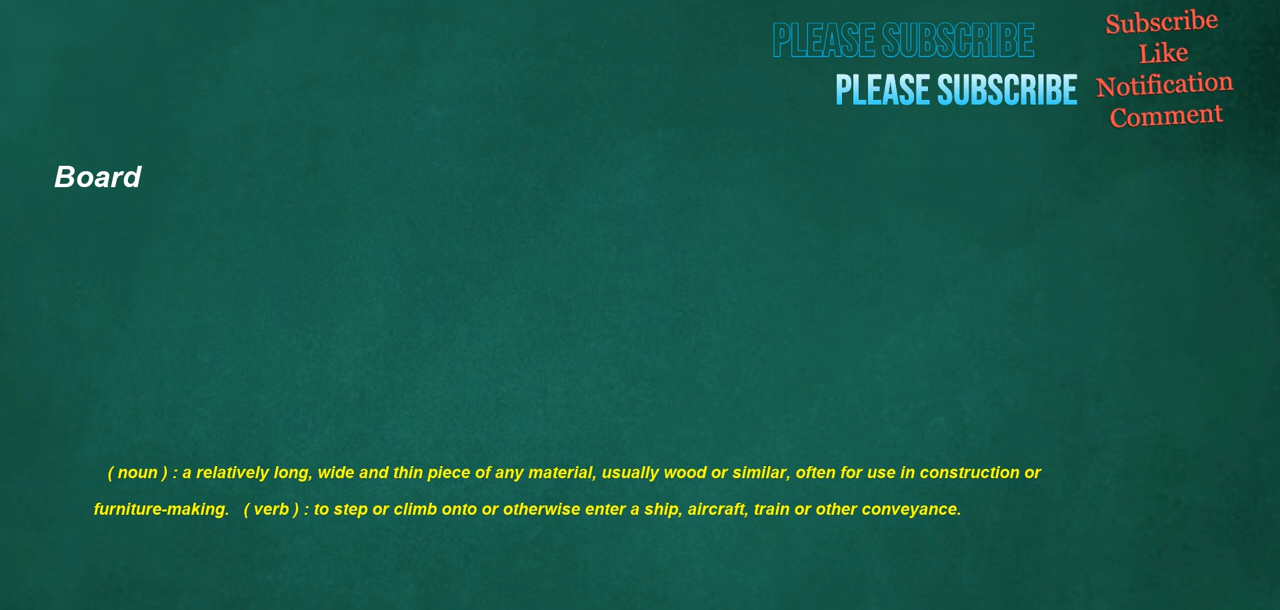 PLEASE SUBSCRIBE
PLEASE SUBSCRIBE
Subscribe
Like
Notification
Comment
Board
( noun ) : a relatively long, wide and thin piece of any material, usually wood or similar, often for use in construction or
furniture-making. ( verb ) : to step or climb onto or otherwise enter a ship, aircraft, train or other conveyance.